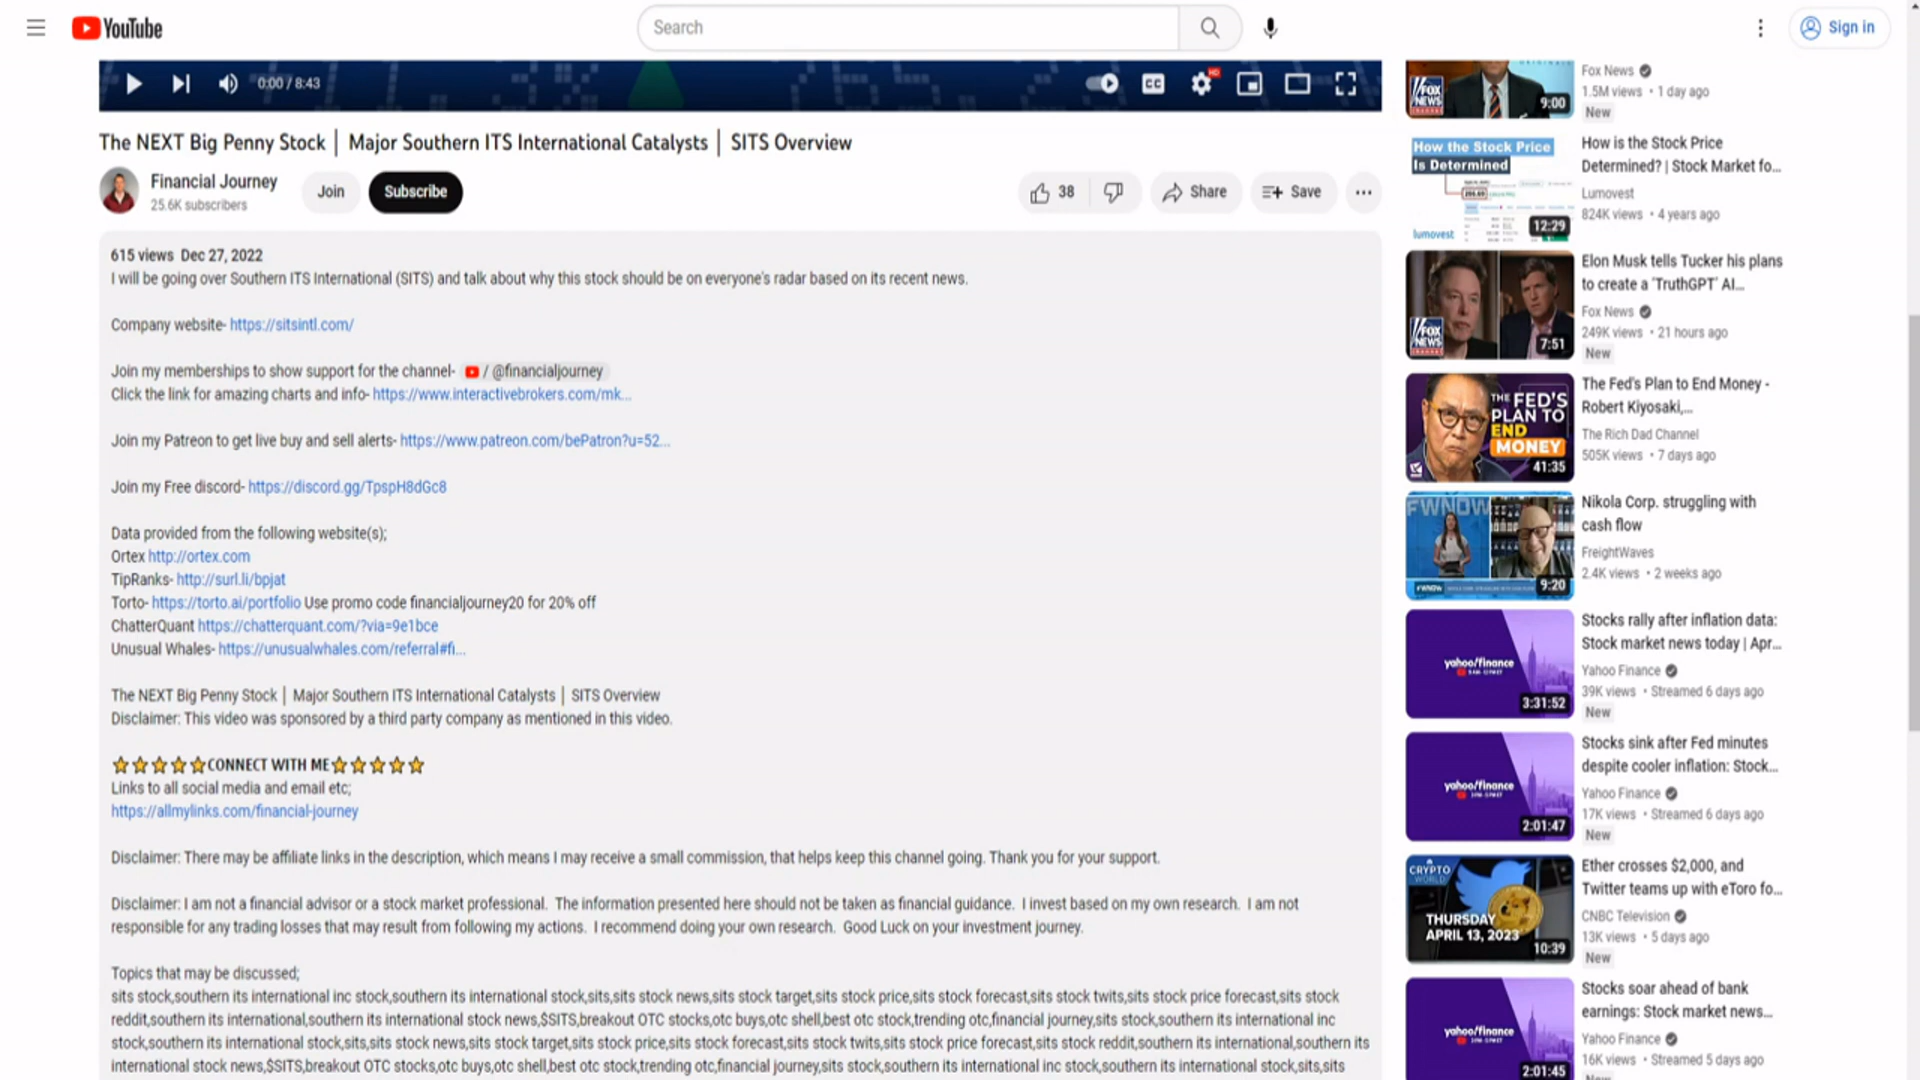 YouTube
Search
Sign in
0:00 / 8:43
CC
HD
The NEXT Big Penny Stock │ Major Southern ITS International Catalysts │ SITS Overview
Financial Journey
25.6K subscribers
Join
Subscribe
38
Share
Save
615 views Dec 27, 2022
I will be going over Southern ITS International (SITS) and talk about why this stock should be on everyone's radar based on its recent news.
Company website- https://sitsintl.com/
Join my memberships to show support for the channel- / @financialjourney
Click the link for amazing charts and info- https://www.interactivebrokers.com/mk...
Join my Patreon to get live buy and sell alerts- https://www.patreon.com/bePatron?u=52...
Join my Free discord- https://discord.gg/TpspH8dGc8
Data provided from the following website(s);
Ortex http://ortex.com
TipRanks- http://surl.li/bpjat
Torto- https://torto.ai/portfolio Use promo code financialjourney20 for 20% off
ChatterQuant https://chatterquant.com/?via=9e1bce
Unusual Whales- https://unusualwhales.com/referral#fi...
The NEXT Big Penny Stock │ Major Southern ITS International Catalysts │ SITS Overview
Disclaimer: This video was sponsored by a third party company as mentioned in this video.
⭐⭐⭐⭐⭐CONNECT WITH ME⭐⭐⭐⭐⭐
Links to all social media and email etc;
https://allmylinks.com/financial-journey
Disclaimer: There may be affiliate links in the description, which means I may receive a small commission, that helps keep this channel going. Thank you for your support.
Disclaimer: I am not a financial advisor or a stock market professional. The information presented here should not be taken as financial guidance. I invest based on my own research. I am not
responsible for any trading losses that may result from following my actions. I recommend doing your own research. Good Luck on your investment journey.
Topics that may be discussed;
sits stock,southern its international inc stock,southern its international stock,sits,sits stock news,sits stock target,sits stock price,sits stock forecast,sits stock twits,sits stock price forecast,sits stock
reddit,southern its international,southern its international stock news,$SITS,breakout OTC stocks,otc buys,otc shell,best otc stock,trending otc,financial journey,sits stock,southern its international inc
stock,southern its international stock,sits,sits stock news,sits stock target,sits stock price,sits stock forecast,sits stock twits,sits stock price forecast,sits stock reddit,southern its international,southern its
international stock news,$SITS,breakout OTC stocks,otc buys,otc shell,best otc stock,trending otc,financial journey,sits stock,southern its international inc stock,southern its international stock,sits,sits
FOX
NEWS
9:00
Fox News
1.5M views • 1 day ago
New
How the Stock Price
Is Determined
lumovest
12:29
How is the Stock Price
Determined? | Stock Market fo...
Lumovest
824K views • 4 years ago
FOX
NEWS
7:51
Elon Musk tells Tucker his plans
to create a 'TruthGPT' AI...
Fox News
249K views • 21 hours ago
New
THE FED'S
PLAN TO
END
MONEY
41:35
The Fed's Plan to End Money -
Robert Kiyosaki,...
The Rich Dad Channel
505K views • 7 days ago
FWNOW
9:20
Nikola Corp. struggling with
cash flow
FreightWaves
2.4K views • 2 weeks ago
yahoo/finance
3:31:52
Stocks rally after inflation data:
Stock market news today | Apr...
Yahoo Finance
39K views • Streamed 6 days ago
New
yahoo/finance
2:01:47
Stocks sink after Fed minutes
despite cooler inflation: Stock...
Yahoo Finance
17K views • Streamed 6 days ago
New
CRYPTO
WORLD
THURSDAY
APRIL 13, 2023
10:39
Ether crosses $2,000, and
Twitter teams up with eToro fo...
CNBC Television
13K views • 5 days ago
New
yahoo/finance
2:01:45
Stocks soar ahead of bank
earnings: Stock market news...
Yahoo Finance
16K views • Streamed 5 days ago